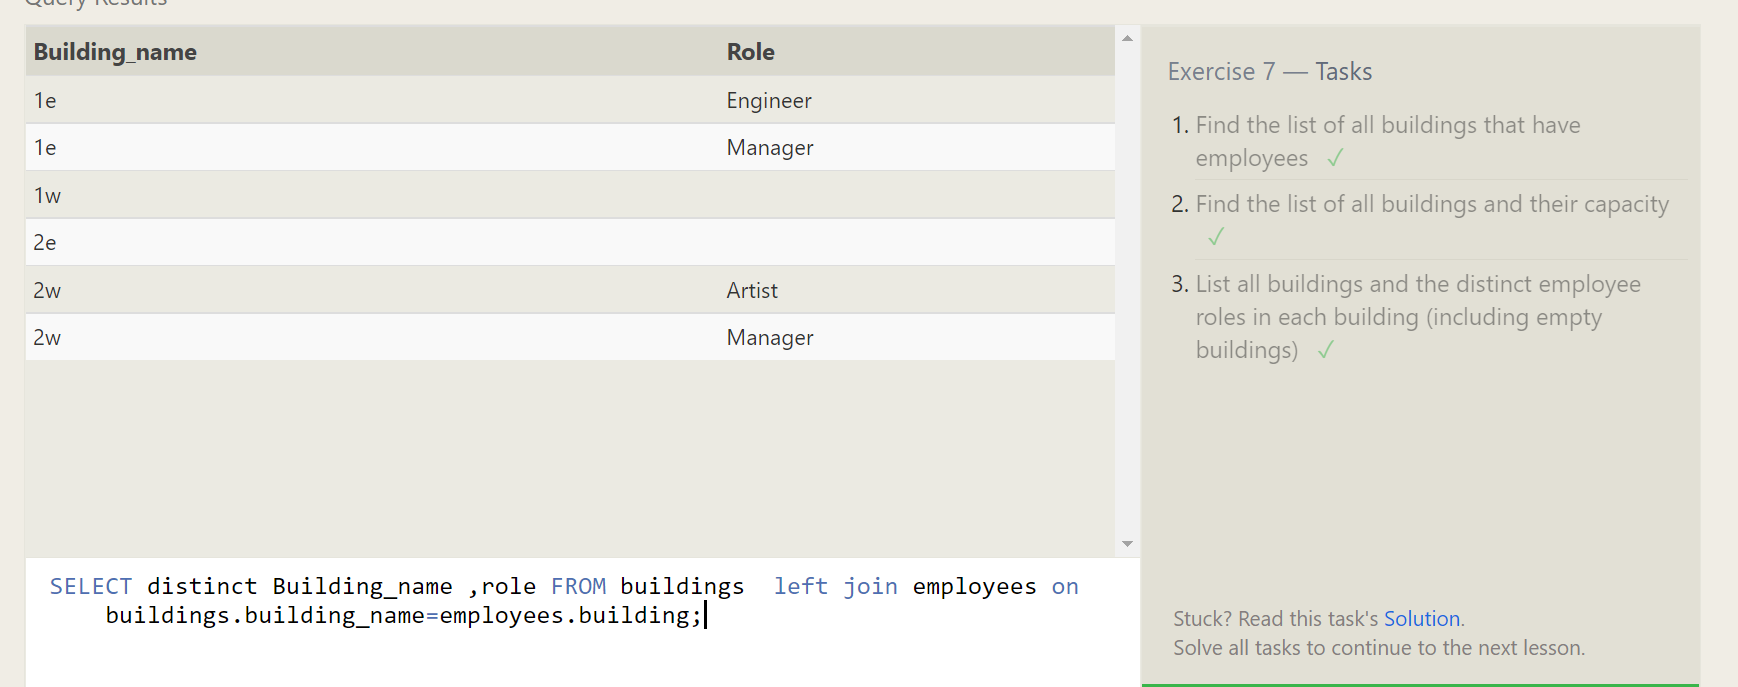 Query Results
Building_name Role
1e Engineer
1e Manager
1w
2e
2w Artist
2w Manager
SELECT distinct Building_name ,role FROM buildings  left join employees on
buildings.building_name=employees.building;
Exercise 7 — Tasks
1. Find the list of all buildings that have
employees ✓
2. Find the list of all buildings and their capacity
✓
3. List all buildings and the distinct employee
roles in each building (including empty
buildings) ✓
Stuck? Read this task's Solution.
Solve all tasks to continue to the next lesson.